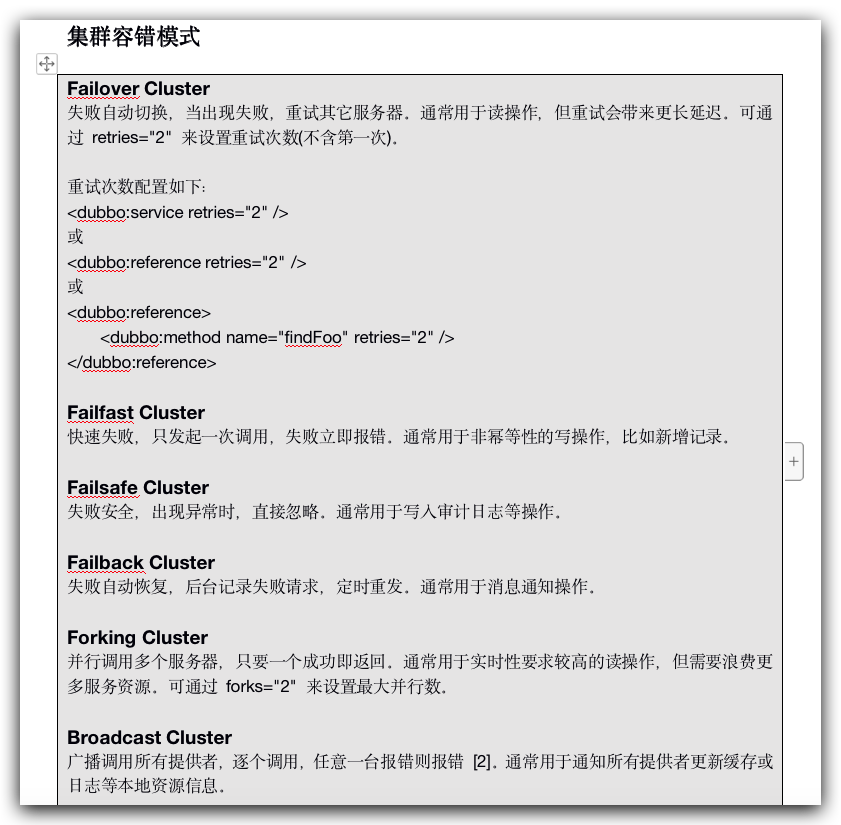 集群容错模式
Failover Cluster
失败自动切换，当出现失败，重试其它服务器。通常用于读操作，但重试会带来更长延迟。可通
过 retries="2" 来设置重试次数(不含第一次)。
重试次数配置如下:
<dubbo:service retries="2" />
或
<dubbo:reference retries="2" />
或
<dubbo:reference>
<dubbo:method name="findFoo" retries="2" />
</dubbo:reference>
Failfast Cluster
快速失败，只发起一次调用，失败立即报错。通常用于非幂等性的写操作，比如新增记录。
Failsafe Cluster
失败安全，出现异常时，直接忽略。通常用于写入审计日志等操作。
Failback Cluster
失败自动恢复，后台记录失败请求，定时重发。通常用于消息通知操作。
Forking Cluster
并行调用多个服务器，只要一个成功即返回。通常用于实时性要求较高的读操作，但需要浪费更
多服务资源。可通过 forks="2" 来设置最大并行数。
Broadcast Cluster
广播调用所有提供者，逐个调用，任意一台报错则报错 [2]。通常用于通知所有提供者更新缓存或
日志等本地资源信息。